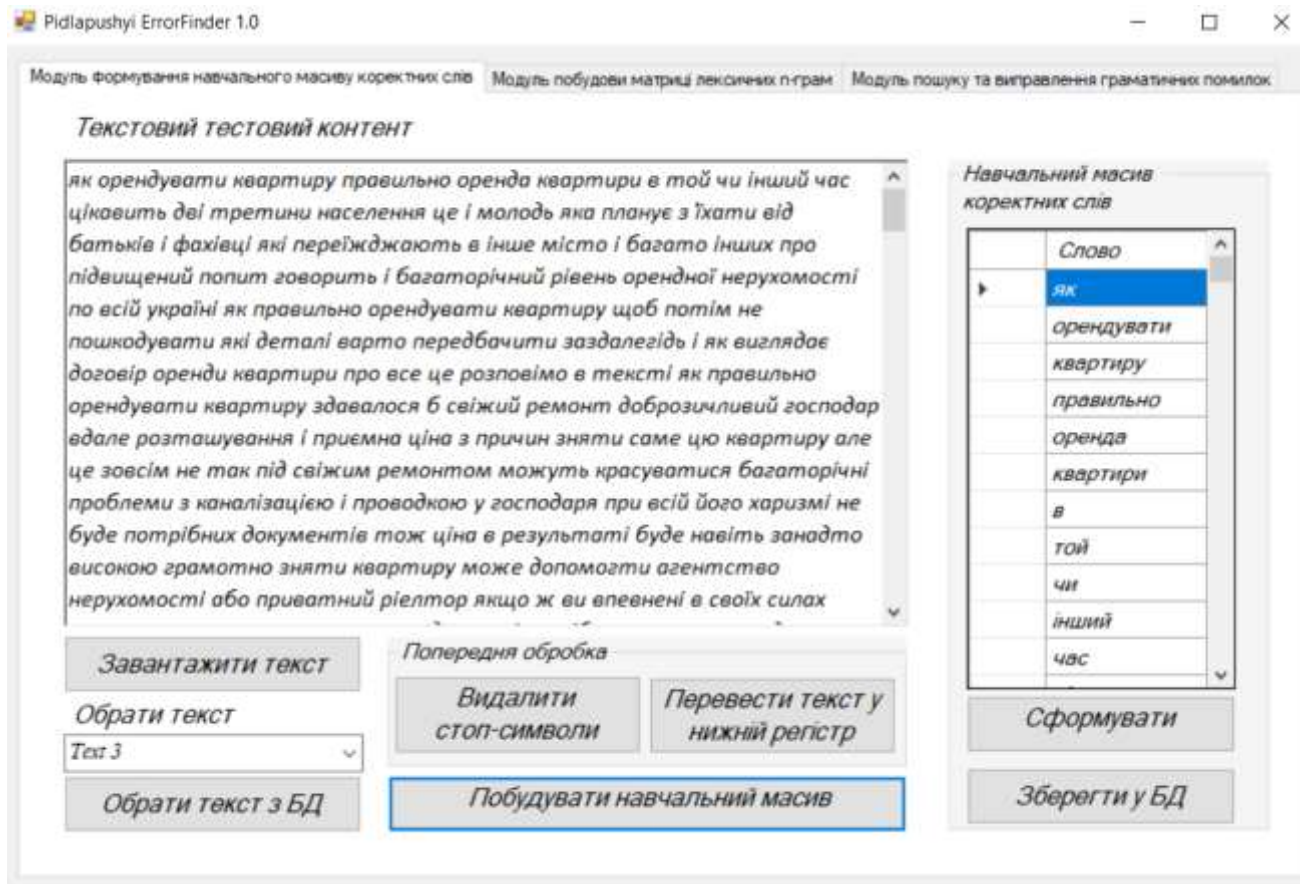 Pidlapushyi ErrorFinder 1.0
Модуль формування навчального масиву коректних слів
Модуль побудови матриці лексичних n-грам
Модуль пошуку та виправлення граматичних помилок
Текстовий тестовий контент
як орендувати квартиру правильно оренда квартири в той чи інший час
цікавить дві третини населення це і молодь яка планує з їхати від
батьків і фахівці які переїжджають в інше місто і багато інших про
підвищений попит говорить і багаторічний рівень орендної нерухомості
по всій україні як правильно орендувати квартиру щоб потім не
пошкодувати які деталі варто передбачити заздалегідь і як виглядає
договір оренди квартири про все це розповімо в тексті як правильно
орендувати квартиру здавалося б свіжий ремонт доброзичливий господар
вдале розташування і приємна ціна з причин зняти саме цю квартиру але
це зовсім не так під свіжим ремонтом можуть красуватися багаторічні
проблеми з каналізацією і проводкою у господаря при всій його харизмі не
буде потрібних документів тож ціна в результаті буде навіть занадто
високою грамотно зняти квартиру може допомогти агентство
нерухомості або приватний ріелтор якщо ж ви впевнені в своїх силах
Завантажити текст
Обрати текст
Text 3
Обрати текст з БД
Попередня обробка
Видалити
стоп-символи
Перевести текст у
нижній регістр
Побудувати навчальний масив
Навчальний масив
коректних слів
Слово
як
орендувати
квартиру
правильно
оренда
квартири
в
той
чи
інший
час
Сформувати
Зберегти у БД